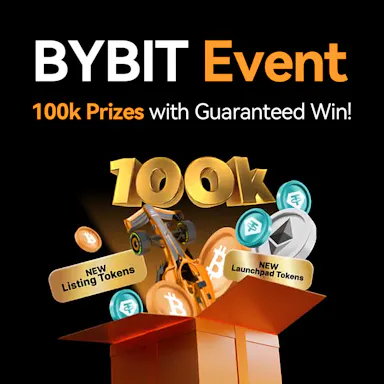 BYBIT Event
100k Prizes with Guaranteed Win!
100k
NEW
Listing Tokens
NEW
Launchpad Tokens